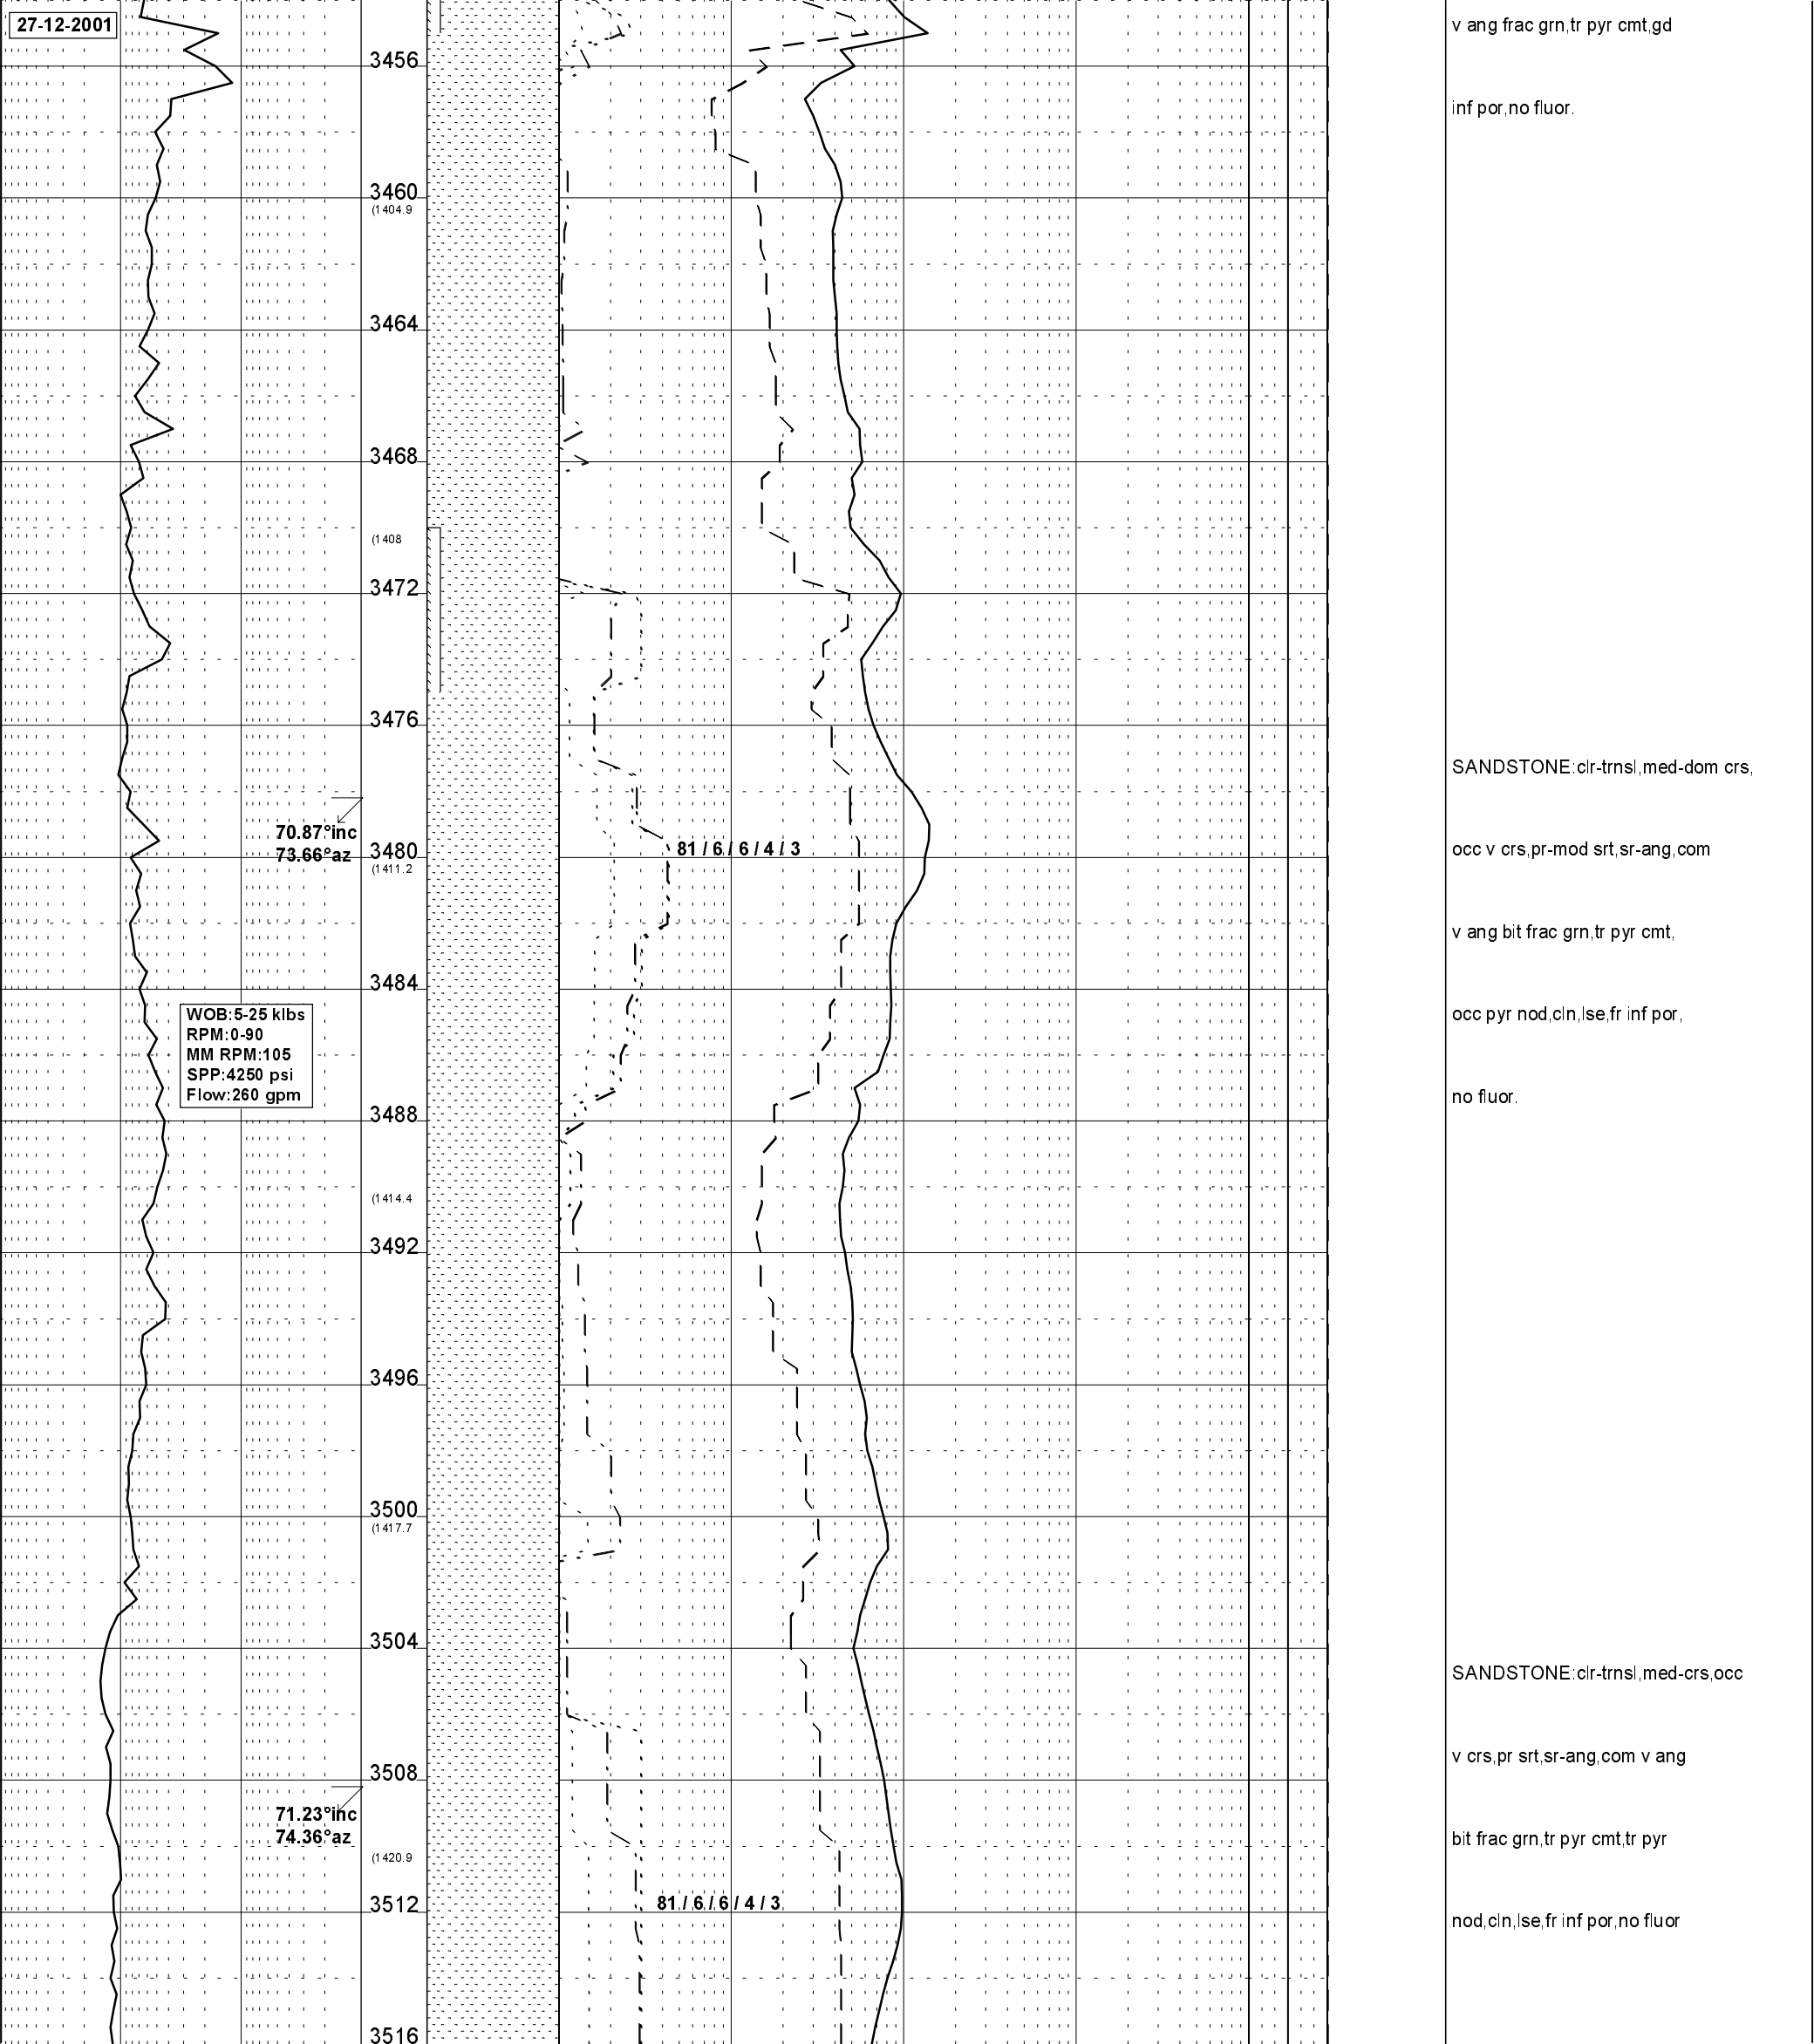 27-12-2001
v ang frac grn,tr pyr cmt,gd
3456
inf por,no fluor.
3460
(1404.9
3464
3468
(1408
3472
3476
SANDSTONE:clr-trnsl,med-dom crs,
70.87°inc
73.66°az
3480
(1411.2
81 / 6 / 6 / 4 / 3
occ v crs,pr-mod srt,sr-ang,com
v ang bit frac grn,tr pyr cmt,
3484
WOB:5-25 klbs
RPM:0-90
MM RPM:105
SPP:4250 psi
Flow:260 gpm
occ pyr nod,cln,lse,fr inf por,
no fluor.
3488
(1414.4
3492
3496
3500
(1417.7
3504
SANDSTONE:clr-trnsl,med-crs,occ
v crs,pr srt,sr-ang,com v ang
3508
71.23°inc
74.36°az
bit frac grn,tr pyr cmt,tr pyr
(1420.9
3512
81 / 6 / 6 / 4 / 3
nod,cln,lse,fr inf por,no fluor
3516